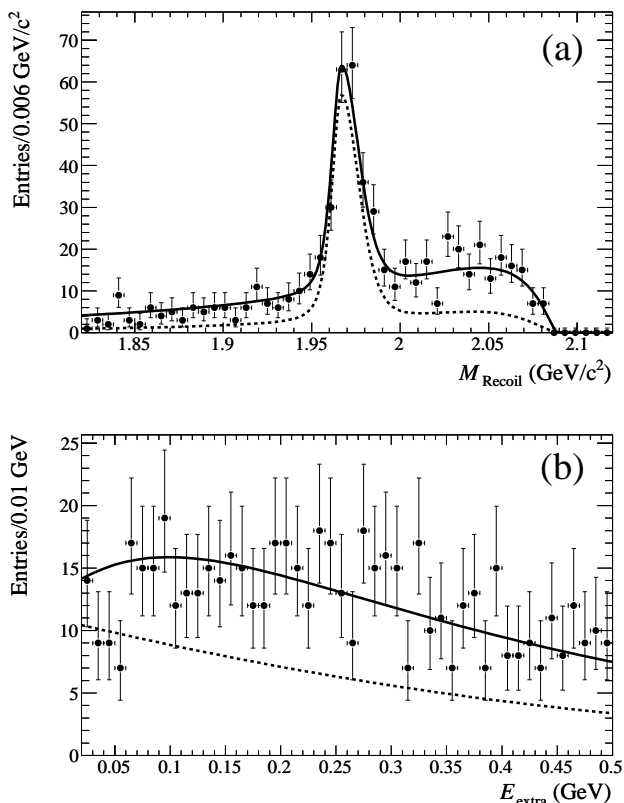 (a)
Entries/0.006 GeV/c²
70
60
50
40
30
20
10
0
1.85 1.9 1.95 2 2.05 2.1
M Recoil (GeV/c²)
(b)
Entries/0.01 GeV
25
20
15
10
5
0
0.05 0.1 0.15 0.2 0.25 0.3 0.35 0.4 0.45 0.5
E extra (GeV)